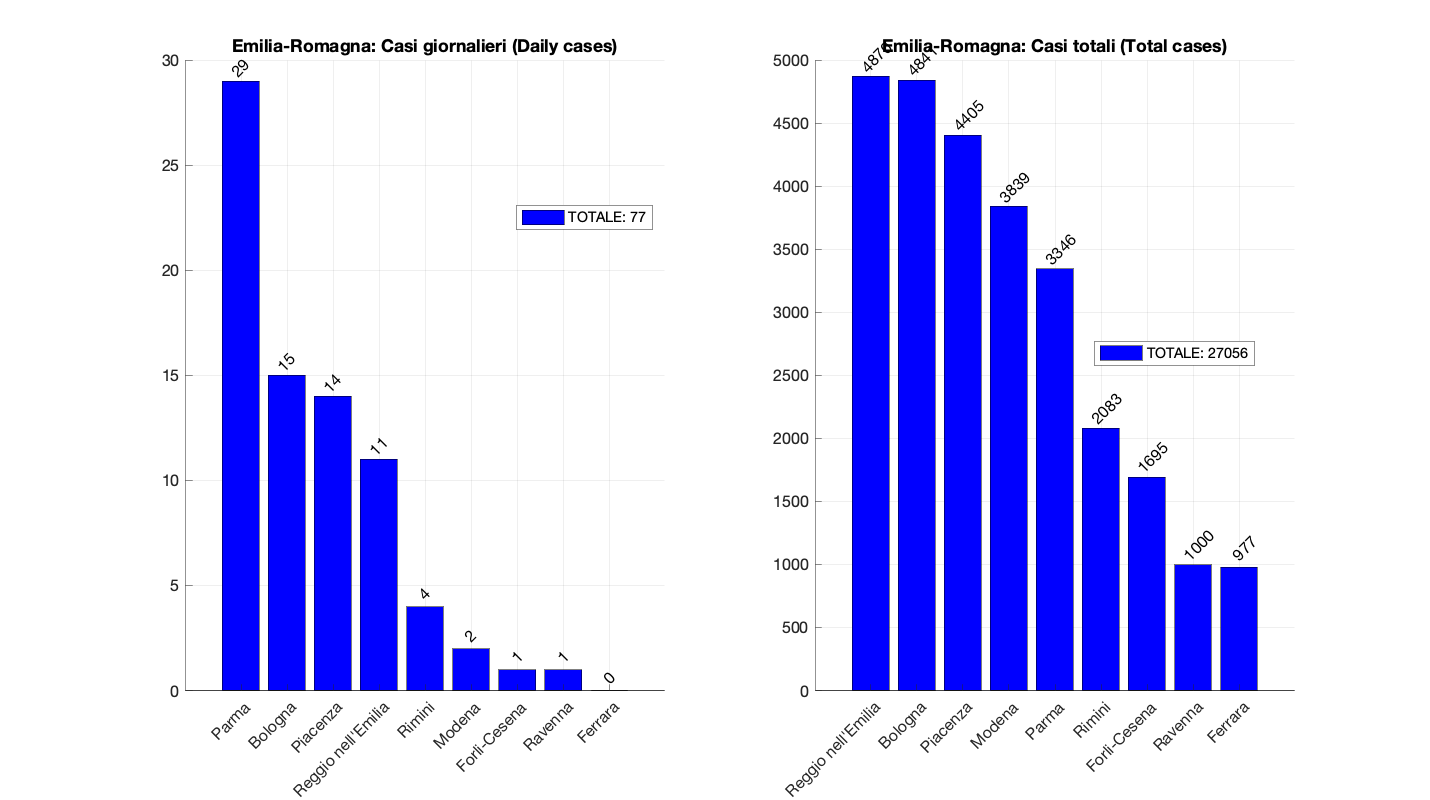 Emilia-Romagna: Casi giornalieri (Daily cases)
30
25
20
15
10
5
0
29
15
14
11
4
2
1
1
0
TOTALE: 77
Parma
Bologna
Piacenza
Reggio nell'Emilia
Rimini
Modena
Forlì-Cesena
Ravenna
Ferrara
Emilia-Romagna: Casi totali (Total cases)
5000
4500
4000
3500
3000
2500
2000
1500
1000
500
0
4870
4841
4405
3839
3346
2083
1695
1000
977
TOTALE: 27056
Reggio nell'Emilia
Bologna
Piacenza
Modena
Parma
Rimini
Forlì-Cesena
Ravenna
Ferrara